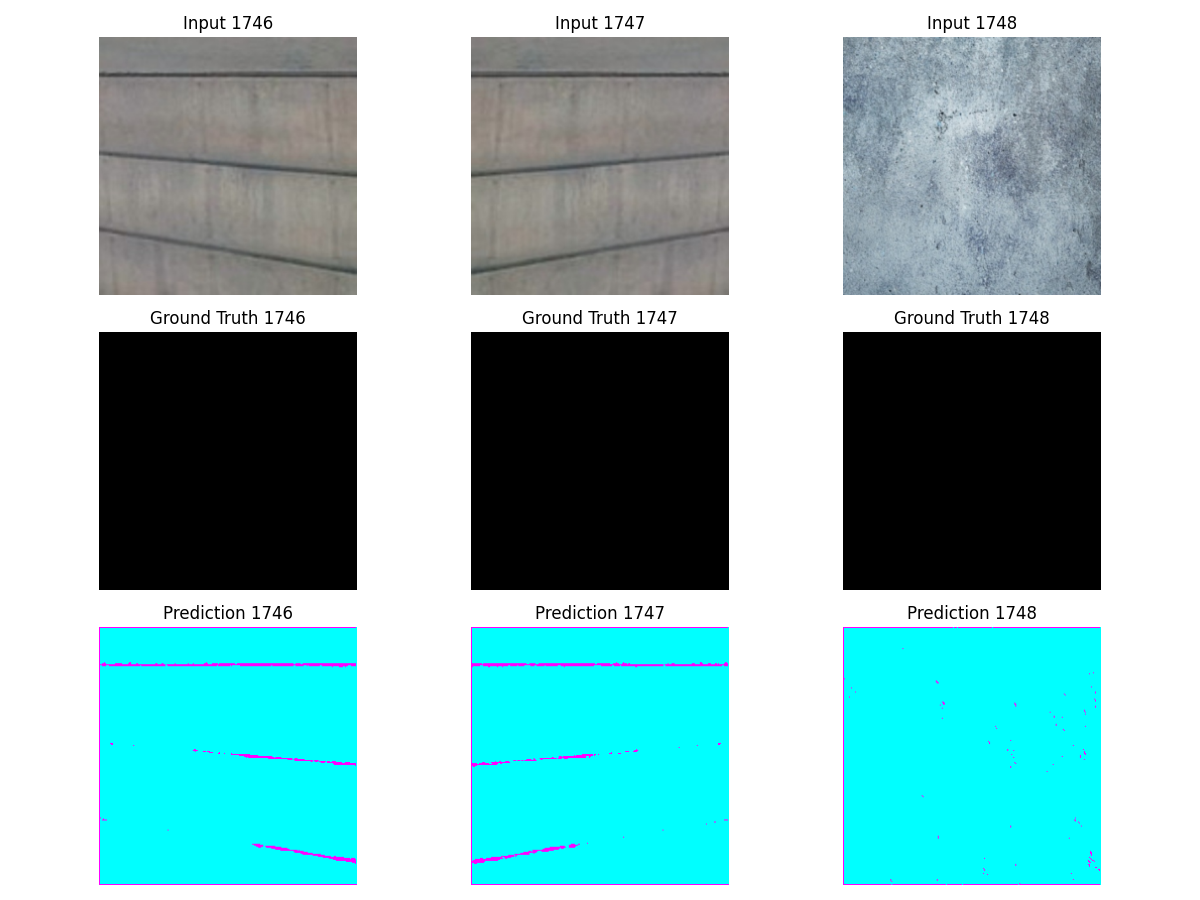 Input 1746
Input 1747
Input 1748
Ground Truth 1746
Ground Truth 1747
Ground Truth 1748
Prediction 1746
Prediction 1747
Prediction 1748